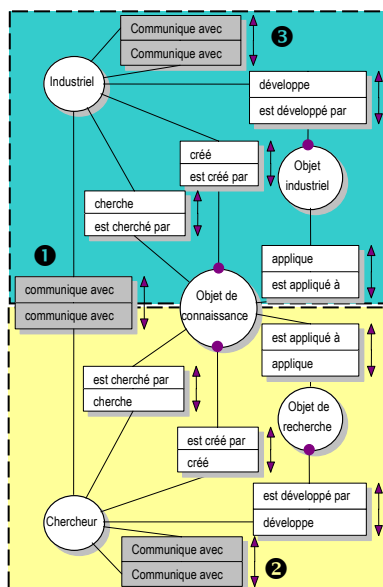 Communique avec
Communique avec
❸
Industriel
développe
est développé par
créé
est créé par
Objet
industriel
cherche
est cherché par
❶
applique
est appliqué à
communique avec
communique avec
Objet de
connaissance
est appliqué à
applique
est cherché par
cherche
Objet de
recherche
est créé par
créé
est développé par
développe
Chercheur
Communique avec
Communique avec
❷